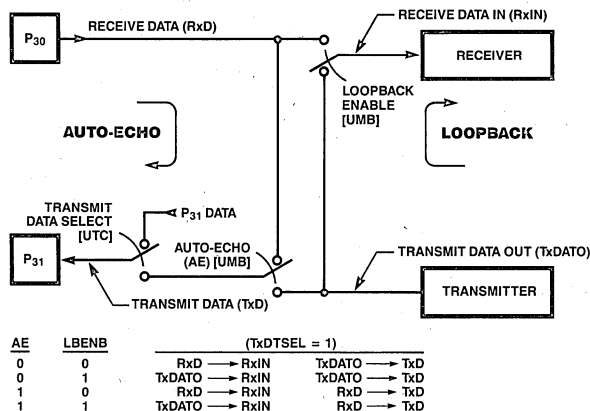 RECEIVE DATA IN (RxIN)
P30
RECEIVE DATA (RxD)
RECEIVER
LOOPBACK
ENABLE
[UMB]
AUTO-ECHO
LOOPBACK
TRANSMIT
DATA SELECT
[UTC]
P31 DATA
AUTO-ECHO
(AE) [UMB]
TRANSMIT DATA OUT (TxDATO)
P31
TRANSMIT DATA (TxD)
TRANSMITTER
AE LBENB (TxDTSEL = 1)
0 0 RxD → RxIN TxDATO → TxD
0 1 TxDATO → RxIN TxDATO → TxD
1 0 RxD → RxIN RxD → TxD
1 1 TxDATO → RxIN RxD → TxD